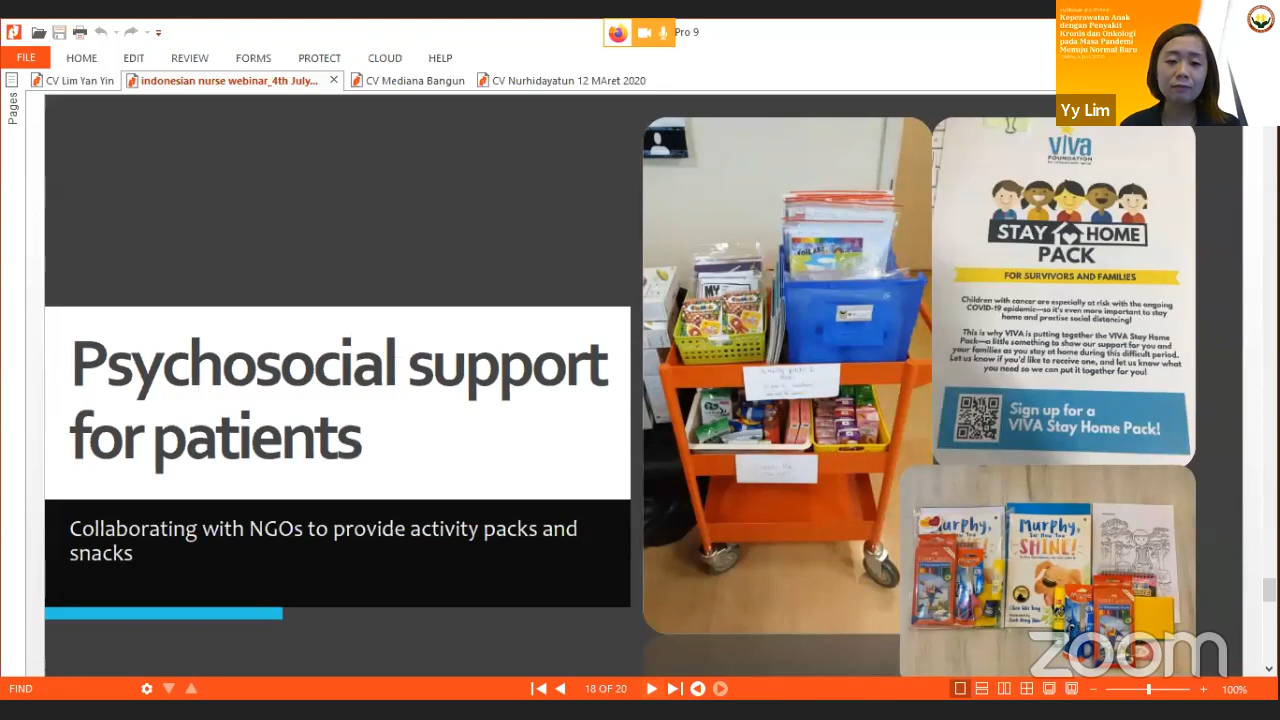 Pro 9
FILE
HOME
EDIT
REVIEW
FORMS
PROTECT
CLOUD
HELP
CV Lim Yan Yin
indonesian nurse webinar_4th July...
CV Mediana Bangun
CV Nurhidayatun 12 MAret 2020
Pages
Keperawatan Anak
dengan Penyakit
Kronis dan Onkologi
pada Masa Pandemi
Menuju Normal Baru
Yy Lim
Psychosocial support
for patients
Collaborating with NGOs to provide activity packs and
snacks
MY
viva
FOUNDATION
STAY HOME
PACK
FOR SURVIVORS AND FAMILIES
Children with cancer are especially at risk with the ongoing
COVID-19 epidemic—so it's even more important to stay
home and practise social distancing!
This is why VIVA is putting together the VIVA Stay Home
Pack—a little something to show our support for you and
your families as you stay at home during this difficult period.
Let us know if you'd like to receive one, and let us know what
you need so we can put it together for you!
Sign up for a
VIVA Stay Home Pack!
Murphy,
SHINE!
zoom
FIND
18 OF 20
100%